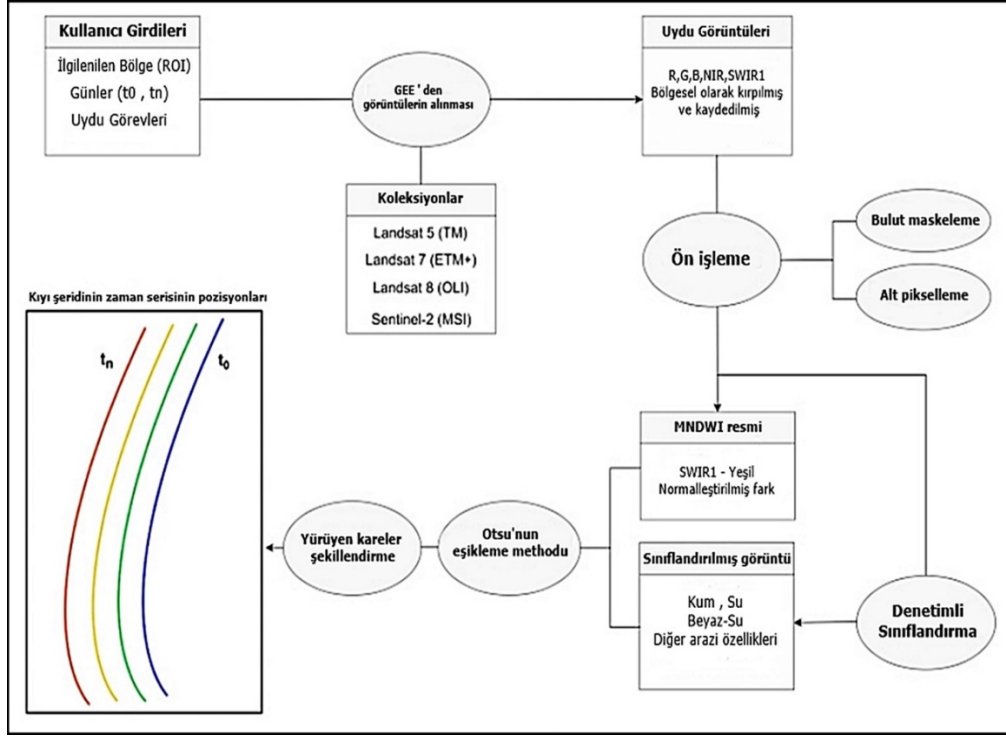 Kullanıcı Girdileri
İlgilenilen Bölge (ROI)
Günler (t0 , tn)
Uydu Görevleri
GEE ' den
görüntülerin alınması
Uydu Görüntüleri
R,G,B,NIR,SWIR1
Bölgesel olarak kırpılmış
ve kaydedilmiş
Koleksiyonlar
Landsat 5 (TM)
Landsat 7 (ETM+)
Landsat 8 (OLI)
Sentinel-2 (MSI)
Ön işleme
Bulut maskeleme
Alt pikselleme
Kıyı şeridinin zaman serisinin pozisyonları
tn
t0
MNDWI resmi
SWIR1 - Yeşil
Normalleştirilmiş fark
Yürüyen kareler
şekillendirme
Otsu'nun
eşikleme methodu
Sınıflandırılmış görüntü
Kum , Su
Beyaz-Su
Diğer arazi özellikleri
Denetimli
Sınıflandırma